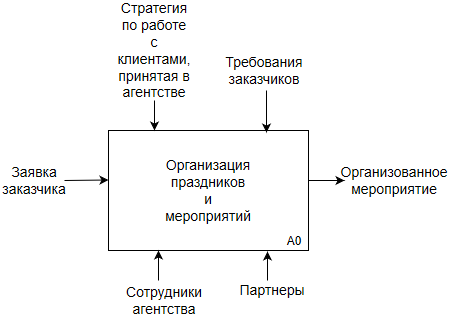 Стратегия
по работе
с
клиентами,
принятая в
агентстве
Требования
заказчиков
Заявка
заказчика
Организация
праздников
и
мероприятий
A0
Организованное
мероприятие
Сотрудники
агентства
Партнеры